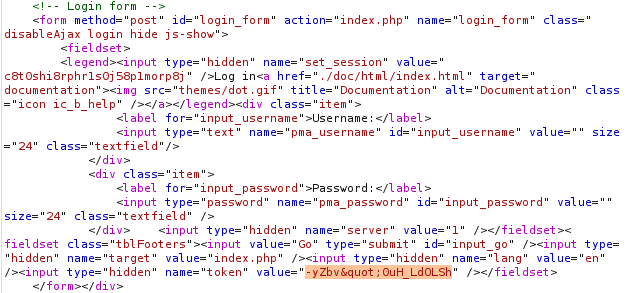 <!-- Login form -->
<form method="post" id="login_form" action="index.php" name="login_form" class="
disableAjax login hide js-show">
<fieldset>
<legend><input type="hidden" name="set_session" value="
c8t0shi8rphr1s0j58p1morp8j" />Log in<a href="./doc/html/index.html" target="
documentation"><img src="themes/dot.gif" title="Documentation" alt="Documentation" class=
"icon ic_b_help" /></a></legend><div class="item">
<label for="input_username">Username:</label>
<input type="text" name="pma_username" id="input_username" value="" size
="24" class="textfield"/>
</div>
<div class="item">
<label for="input_password">Password:</label>
<input type="password" name="pma_password" id="input_password" value=""
size="24" class="textfield" />
</div> <input type="hidden" name="server" value="1" /></fieldset><
fieldset class="tblFooters"><input value="Go" type="submit" id="input_go" /><input type=
"hidden" name="target" value="index.php" /><input type="hidden" name="lang" value="en"
/><input type="hidden" name="token" value="-yZbv&quot;0uH_LdOLSh" /></fieldset>
</form></div>